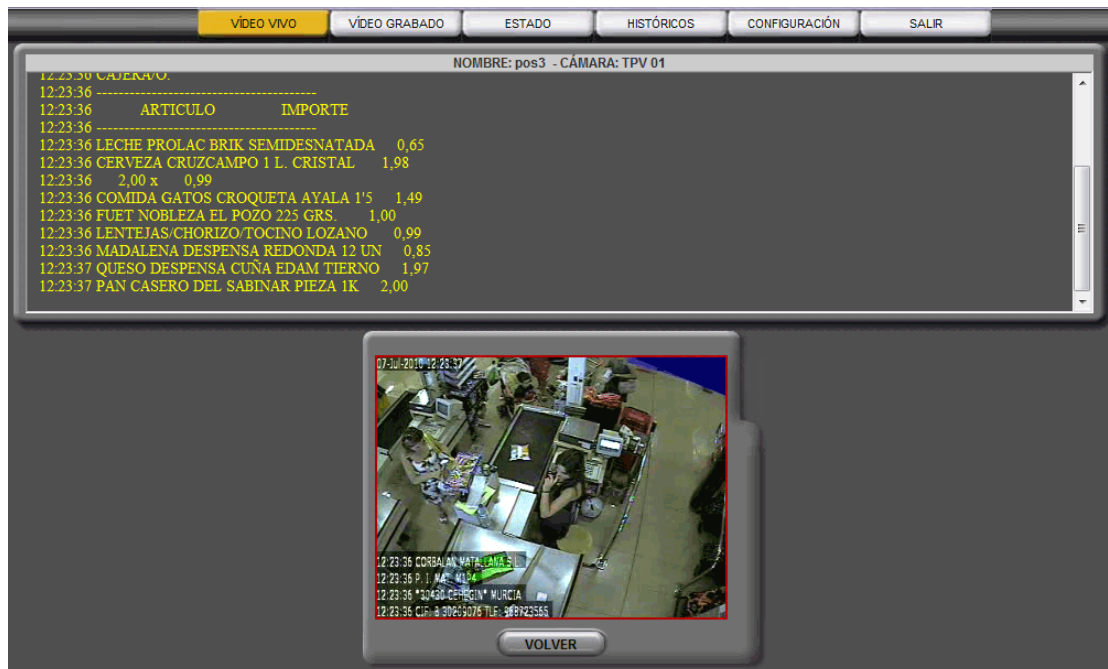 VÍDEO VIVO VÍDEO GRABADO ESTADO HISTÓRICOS CONFIGURACIÓN SALIR
NOMBRE: pos3 - CÁMARA: TPV 01
12:23:36 CAJERA/O:
12:23:36 ----------------------------------------
12:23:36 ARTICULO IMPORTE
12:23:36 ----------------------------------------
12:23:36 LECHE PROLAC BRIK SEMIDESNATADA 0,65
12:23:36 CERVEZA CRUZCAMPO 1 L. CRISTAL 1,98
12:23:36 2,00 x 0,99
12:23:36 COMIDA GATOS CROQUETA AYALA 1'5 1,49
12:23:36 FUET NOBLEZA EL POZO 225 GRS. 1,00
12:23:36 LENTEJAS/CHORIZO/TOCINO LOZANO 0,99
12:23:36 MADALENA DESPENSA REDONDA 12 UN 0,85
12:23:37 QUESO DESPENSA CUÑA EDAM TIERNO 1,97
12:23:37 PAN CASERO DEL SABINAR PIEZA 1K 2,00
07-Jul-2010 12:23:37
12:23:36 CORBALAN MATALLANA S.L.
12:23:36 P. I. MAT. M1P4
12:23:36 *30430 CEHEGIN* MURCIA
12:23:36 CIF: B 30209076 TLF: 968723565
VOLVER